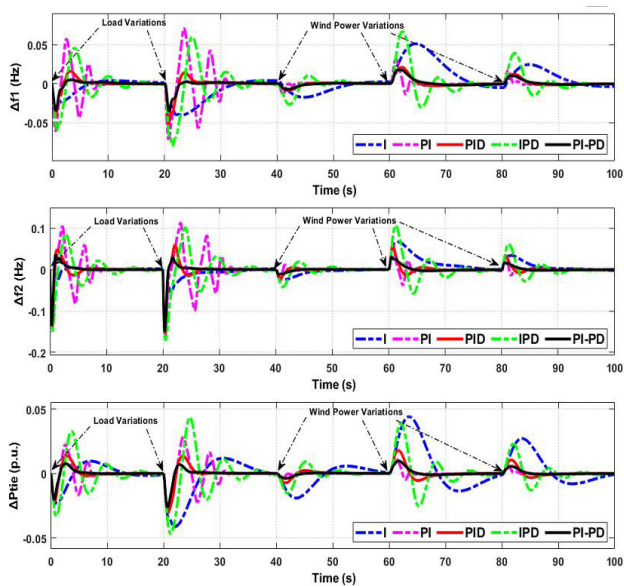 Load Variations
Wind Power Variations
0.05
0
-0.05
Δf1 (Hz)
I PI PID IPD PI-PD
0 10 20 30 40 50 60 70 80 90 100
Time (s)
Load Variations
Wind Power Variations
0.1
0
-0.1
-0.2
Δf2 (Hz)
I PI PID IPD PI-PD
0 10 20 30 40 50 60 70 80 90 100
Time (s)
Load Variations
Wind Power Variations
0.05
0
-0.05
ΔPtie (p.u.)
I PI PID IPD PI-PD
0 10 20 30 40 50 60 70 80 90 100
Time (s)